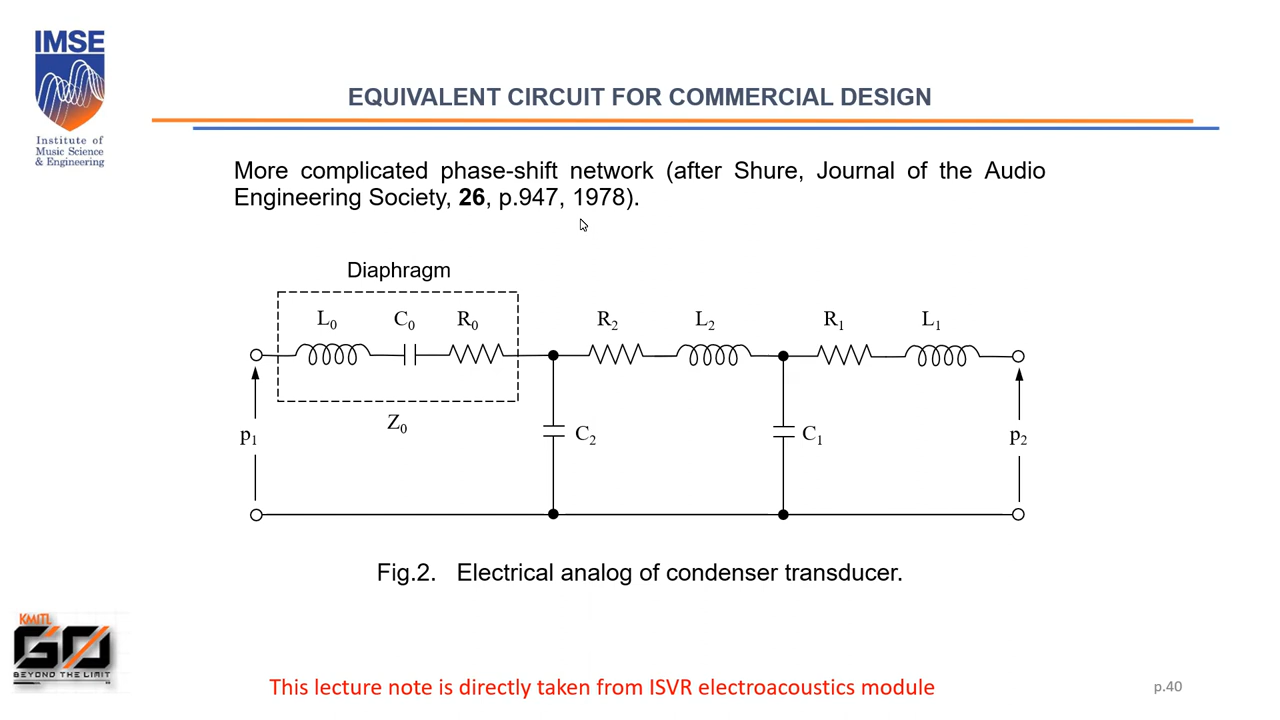 IMSE
Institute of
Music Science
& Engineering
EQUIVALENT CIRCUIT FOR COMMERCIAL DESIGN
More complicated phase-shift network (after Shure, Journal of the Audio
Engineering Society, 26, p.947, 1978).
Diaphragm
L₀ C₀ R₀ R₂ L₂ R₁ L₁
Z₀
p₁ C₂ C₁ p₂
Fig.2. Electrical analog of condenser transducer.
KMITL
GO
BEYOND THE LIMIT
This lecture note is directly taken from ISVR electroacoustics module
p.40